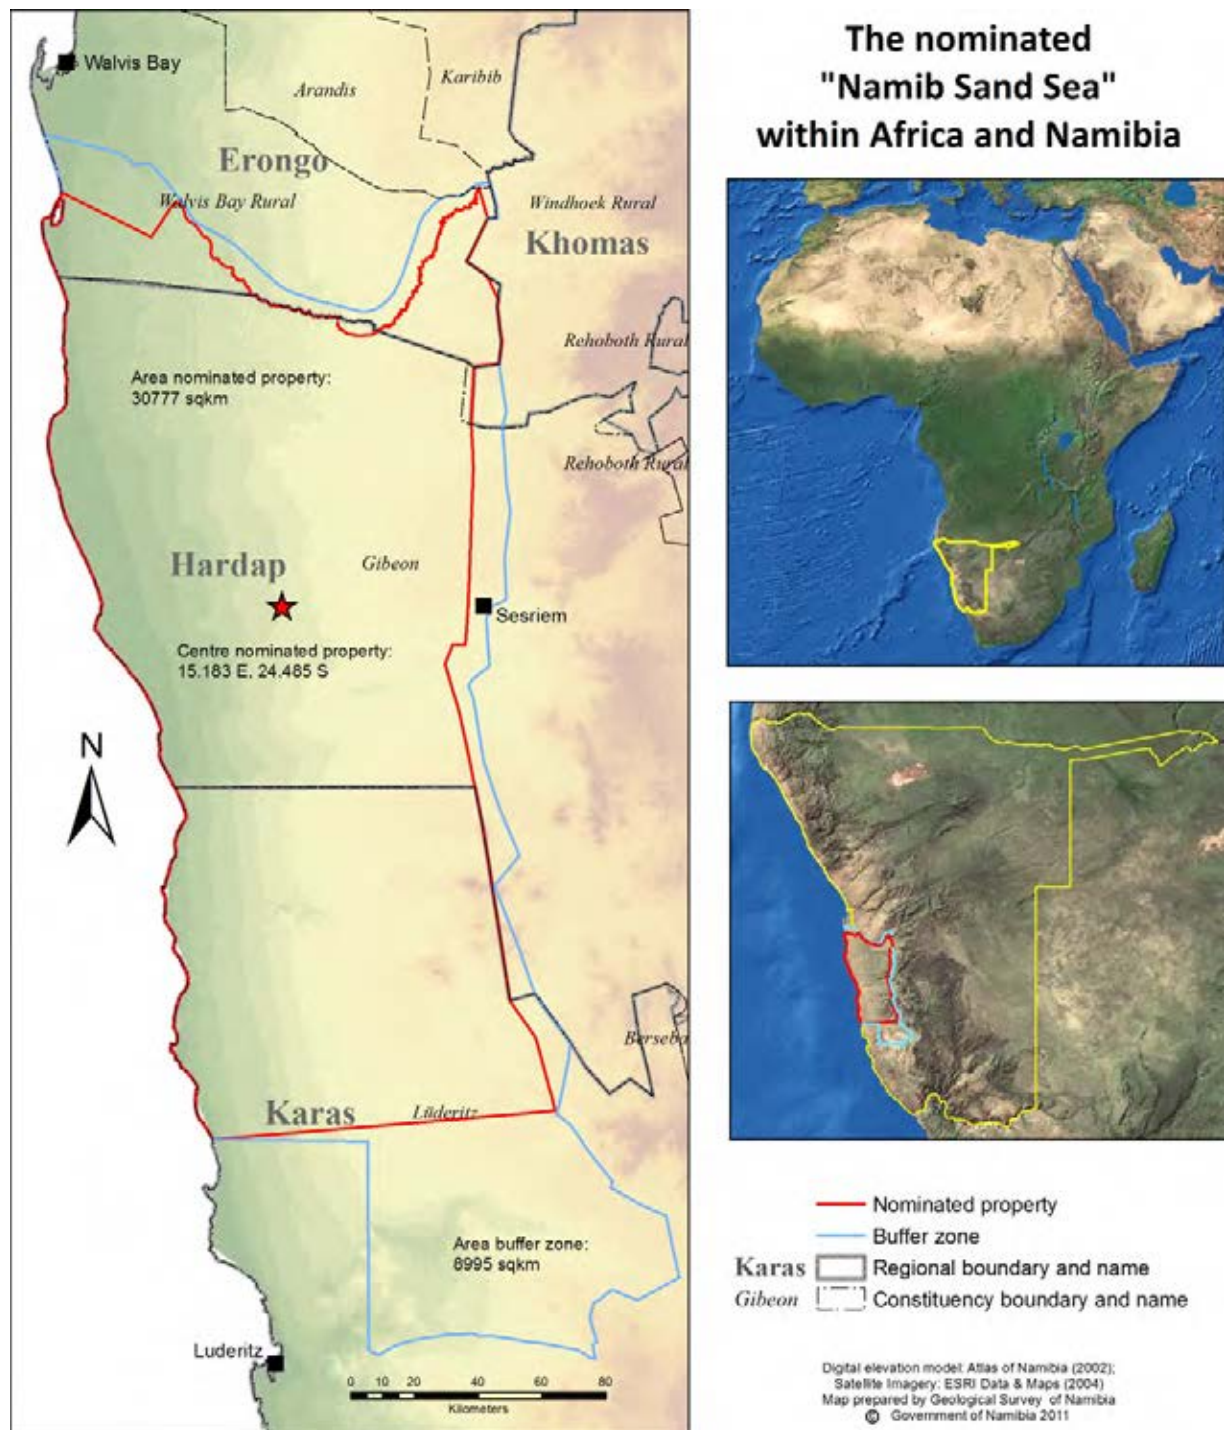 The nominated
"Namib Sand Sea"
within Africa and Namibia
Walvis Bay
Arandis
Karibib
Erongo
Walvis Bay Rural
Windhoek Rural
Khomas
Rehoboth Rural
Area nominated property:
30777 sqkm
Rehoboth Rural
Hardap
Gibeon
Sesriem
Centre nominated property:
15.183 E, 24.485 S
N
Berseba
Karas
Lüderitz
Area buffer zone:
8995 sqkm
Luderitz
0 10 20 40 60 80
Kilometers
Nominated property
Buffer zone
Karas Regional boundary and name
Gibeon Constituency boundary and name
Digital elevation model: Atlas of Namibia (2002);
Satellite Imagery: ESRI Data & Maps (2004)
Map prepared by Geological Survey of Namibia
© Government of Namibia 2011